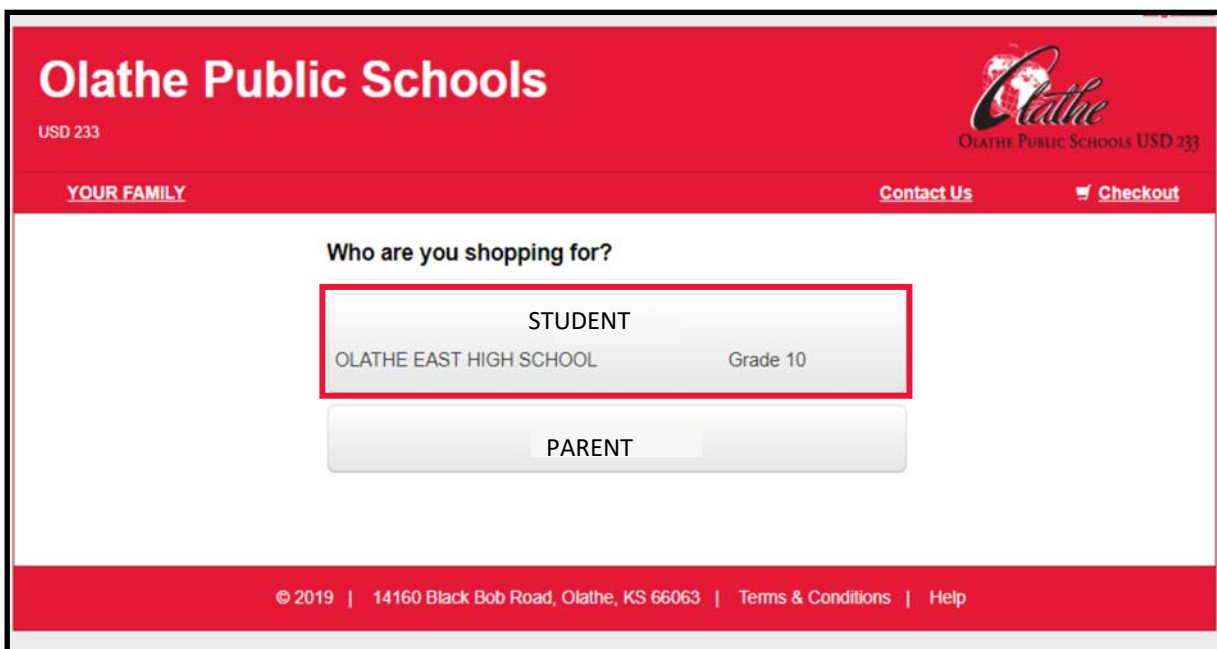 Olathe Public Schools
USD 233
Olathe
OLATHE PUBLIC SCHOOLS USD 233
YOUR FAMILY
Contact Us
Checkout
Who are you shopping for?
STUDENT
OLATHE EAST HIGH SCHOOL
Grade 10
PARENT
© 2019 | 14160 Black Bob Road, Olathe, KS 66063 | Terms & Conditions | Help